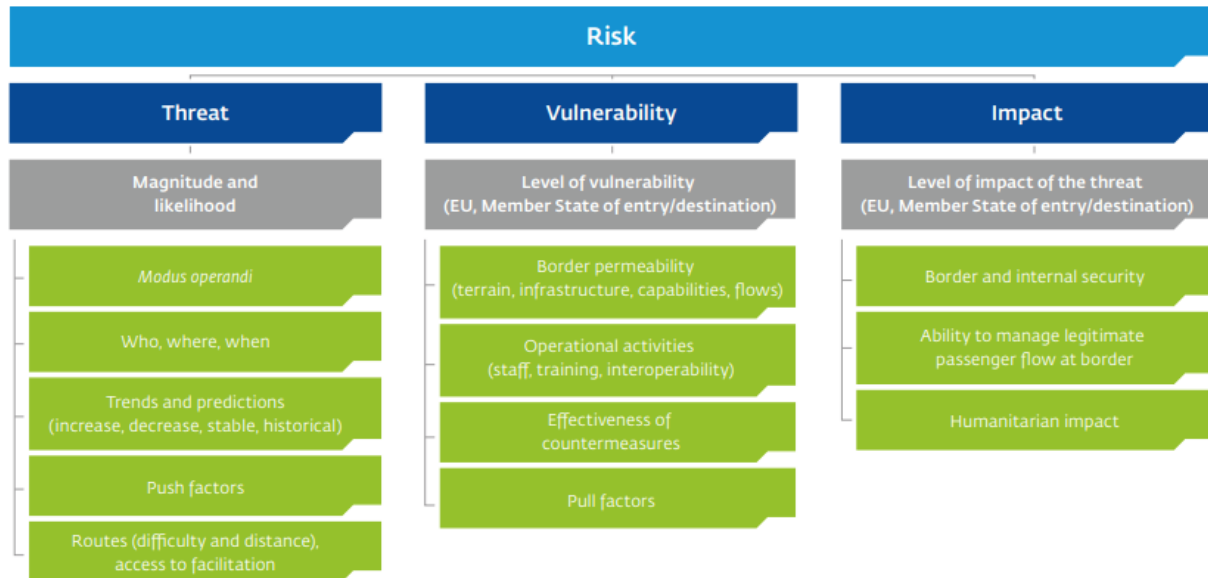 Risk
Threat
Vulnerability
Impact
Magnitude and
likelihood
Level of vulnerability
(EU, Member State of entry/destination)
Level of impact of the threat
(EU, Member State of entry/destination)
Modus operandi
Who, where, when
Trends and predictions
(increase, decrease, stable, historical)
Push factors
Routes (difficulty and distance),
access to facilitation
Border permeability
(terrain, infrastructure, capabilities, flows)
Operational activities
(staff, training, interoperability)
Effectiveness of
countermeasures
Pull factors
Border and internal security
Ability to manage legitimate
passenger flow at border
Humanitarian impact